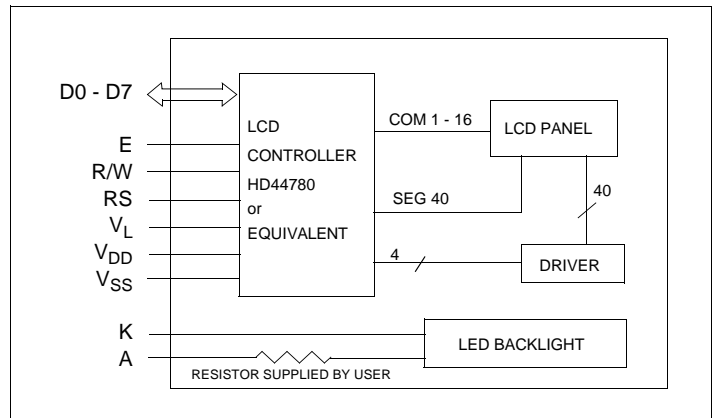 D0 - D7
E
R/W
RS
VL
VDD
VSS
K
A
LCD
CONTROLLER
HD44780
or
EQUIVALENT
COM 1 - 16
LCD PANEL
SEG 40
40
4
DRIVER
LED BACKLIGHT
RESISTOR SUPPLIED BY USER